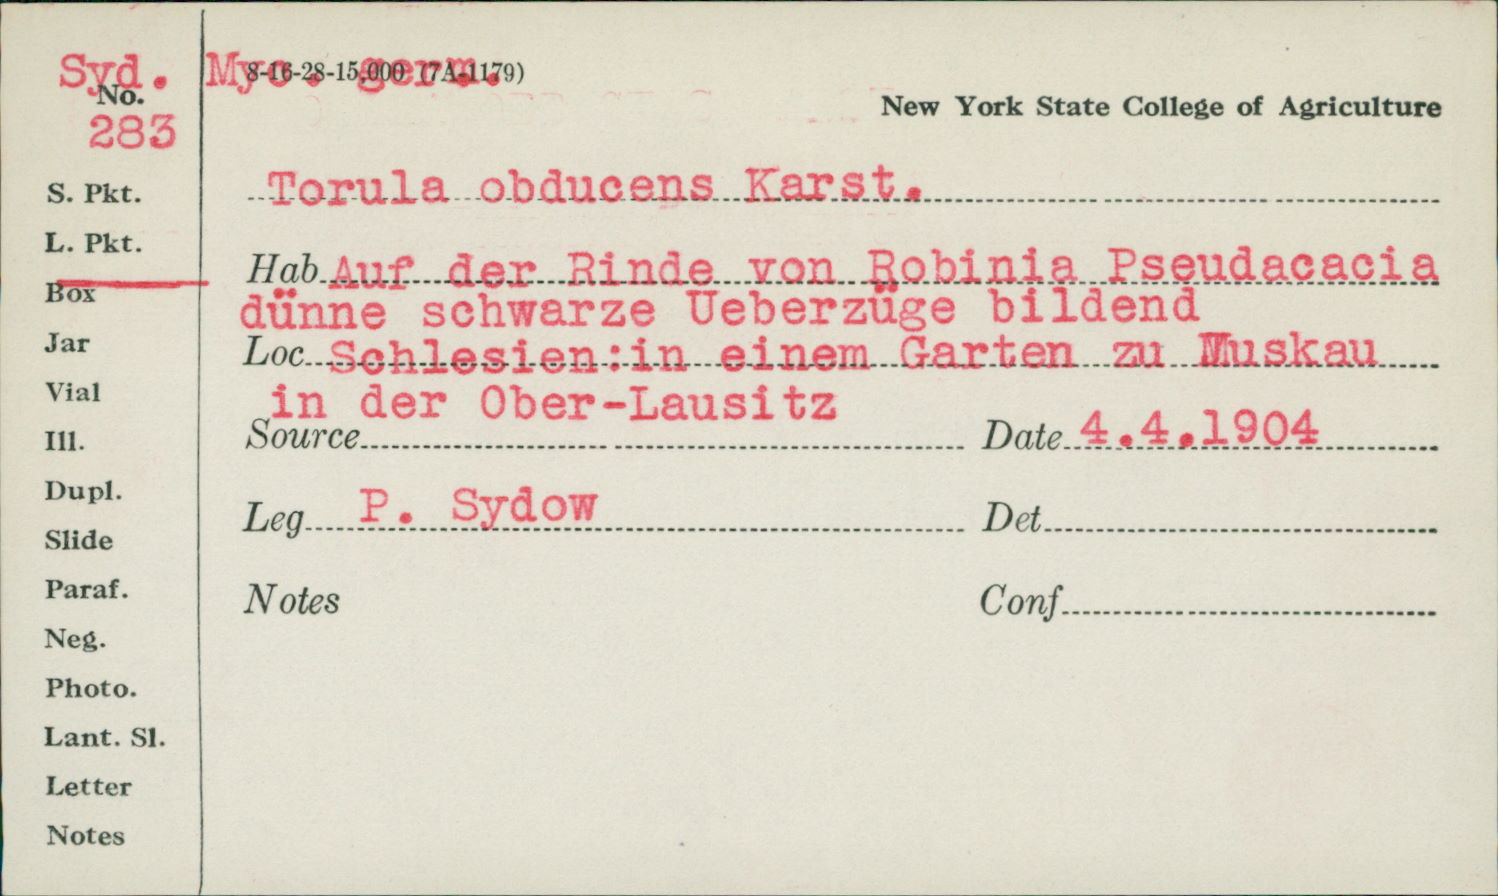 Syd. Myc. germ.
8-16-28-15,000 (7A-1179)
No.
283
New York State College of Agriculture
Torula obducens Karst.
Hab Auf der Rinde von Robinia Pseudacacia
dünne schwarze Ueberzüge bildend
Loc Schlesien:in einem Garten zu Muskau
in der Ober-Lausitz
Source
Date 4.4.1904
Leg P. Sydow
Det
Notes
Conf
S. Pkt.
L. Pkt.
Box
Jar
Vial
Ill.
Dupl.
Slide
Paraf.
Neg.
Photo.
Lant. Sl.
Letter
Notes